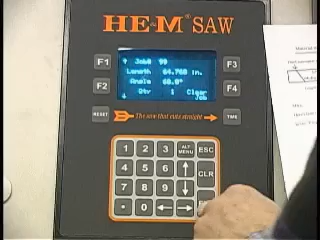 HE&M® SAW
F1
F3
↑ Job# 99
Length 64.760 in.
F2
F4
Angle 60.0°
↓ Qty 1 Clear
Job
RESET
The saw that cuts straight
TIME
1 2 3 ALT MENU ESC
4 5 6 ↑ CLR
7 8 9 ↓
• 0 ← →